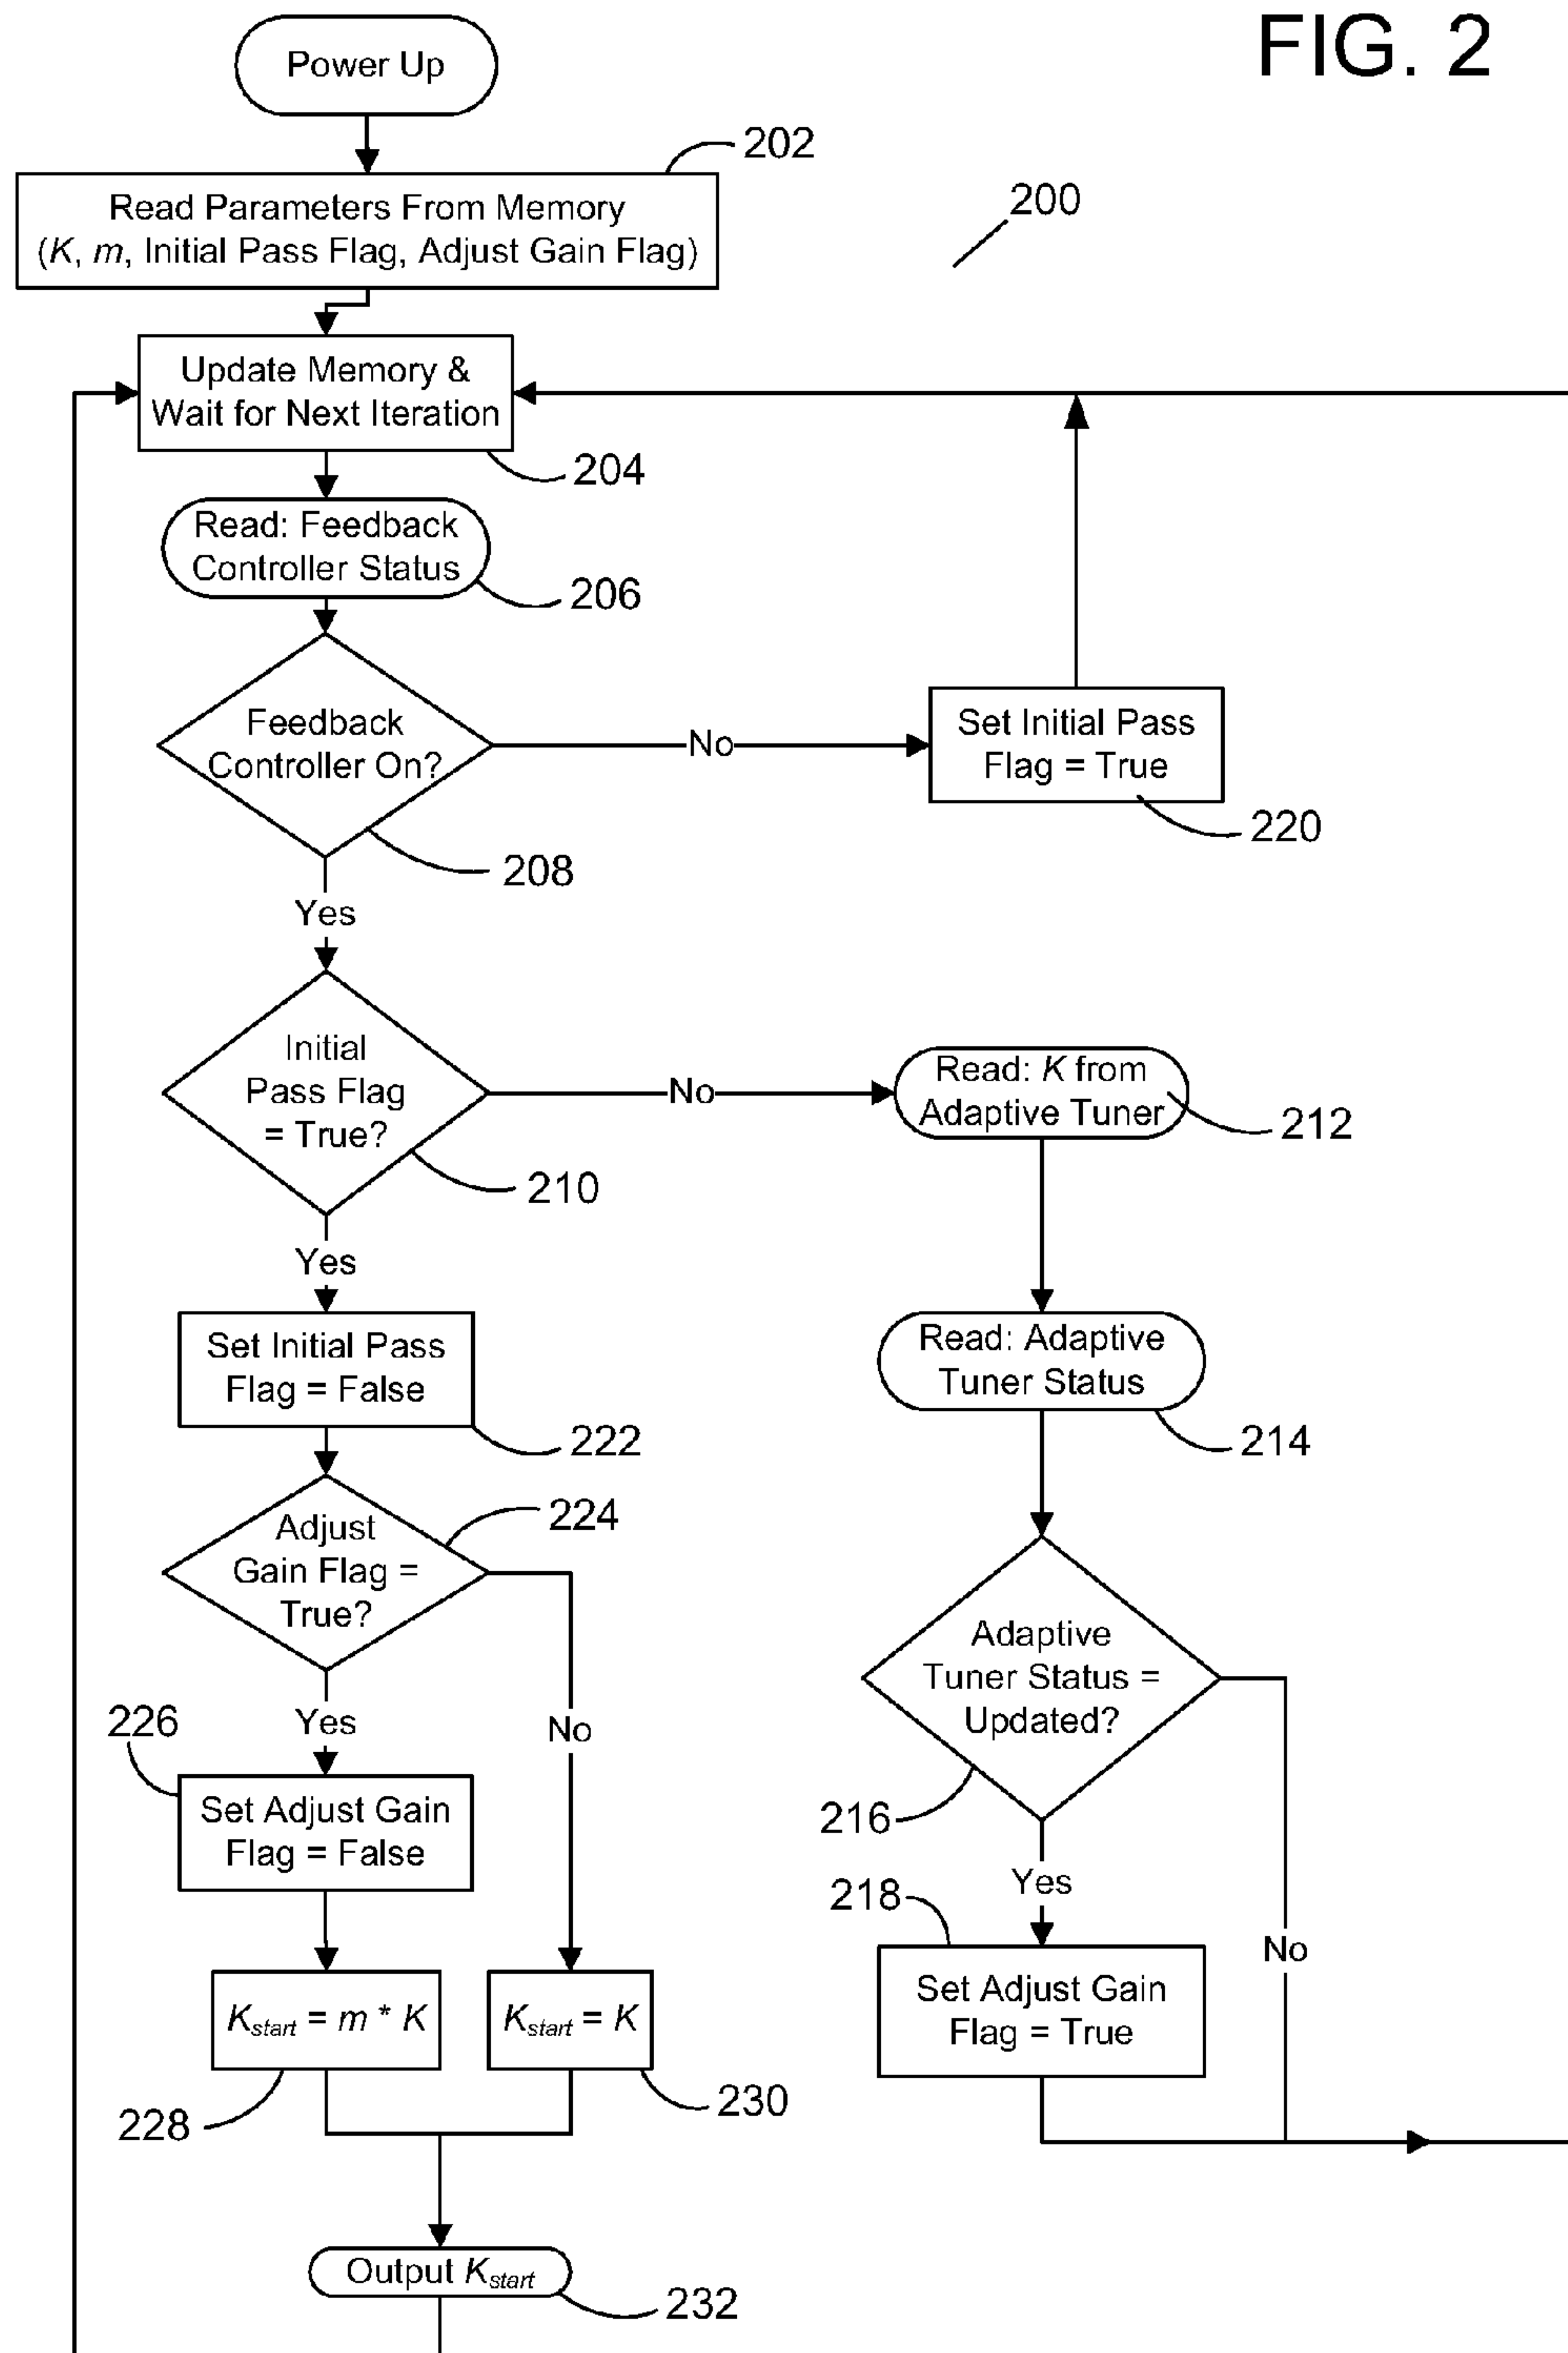 FIG. 2
Power Up
202
Read Parameters From Memory
(K, m, Initial Pass Flag, Adjust Gain Flag)
200
Update Memory &
Wait for Next Iteration
204
Read: Feedback
Controller Status
206
Feedback
Controller On?
No
Set Initial Pass
Flag = True
220
208
Yes
Initial
Pass Flag
= True?
No
Read: K from
Adaptive Tuner
212
210
Yes
Set Initial Pass
Flag = False
222
Read: Adaptive
Tuner Status
214
Adjust
Gain Flag =
True?
224
Adaptive
Tuner Status =
Updated?
216
226
Yes
No
Set Adjust Gain
Flag = False
Yes
218
No
Set Adjust Gain
Flag = True
Kstart = m * K
Kstart = K
228
230
Output Kstart
232